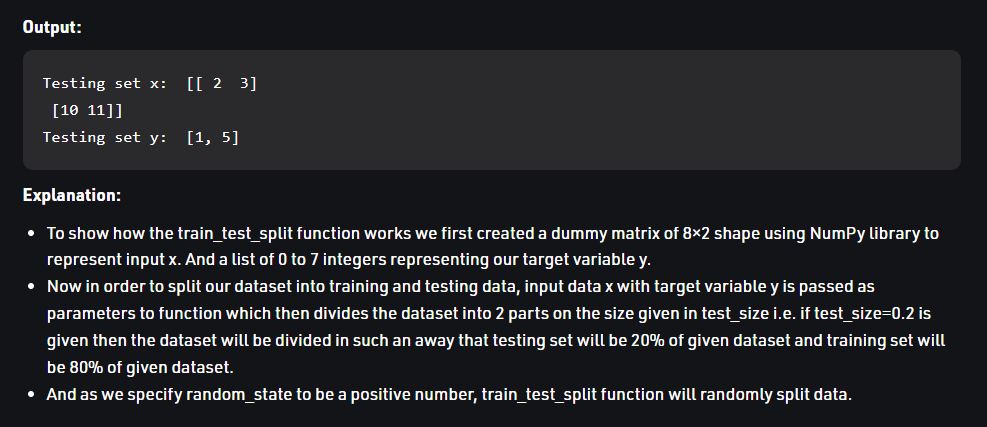 Output:
Testing set x:  [[ 2  3]
 [10 11]]
Testing set y:  [1, 5]
Explanation:
• To show how the train_test_split function works we first created a dummy matrix of 8×2 shape using NumPy library to
represent input x. And a list of 0 to 7 integers representing our target variable y.
• Now in order to split our dataset into training and testing data, input data x with target variable y is passed as
parameters to function which then divides the dataset into 2 parts on the size given in test_size i.e. if test_size=0.2 is
given then the dataset will be divided in such an away that testing set will be 20% of given dataset and training set will
be 80% of given dataset.
• And as we specify random_state to be a positive number, train_test_split function will randomly split data.